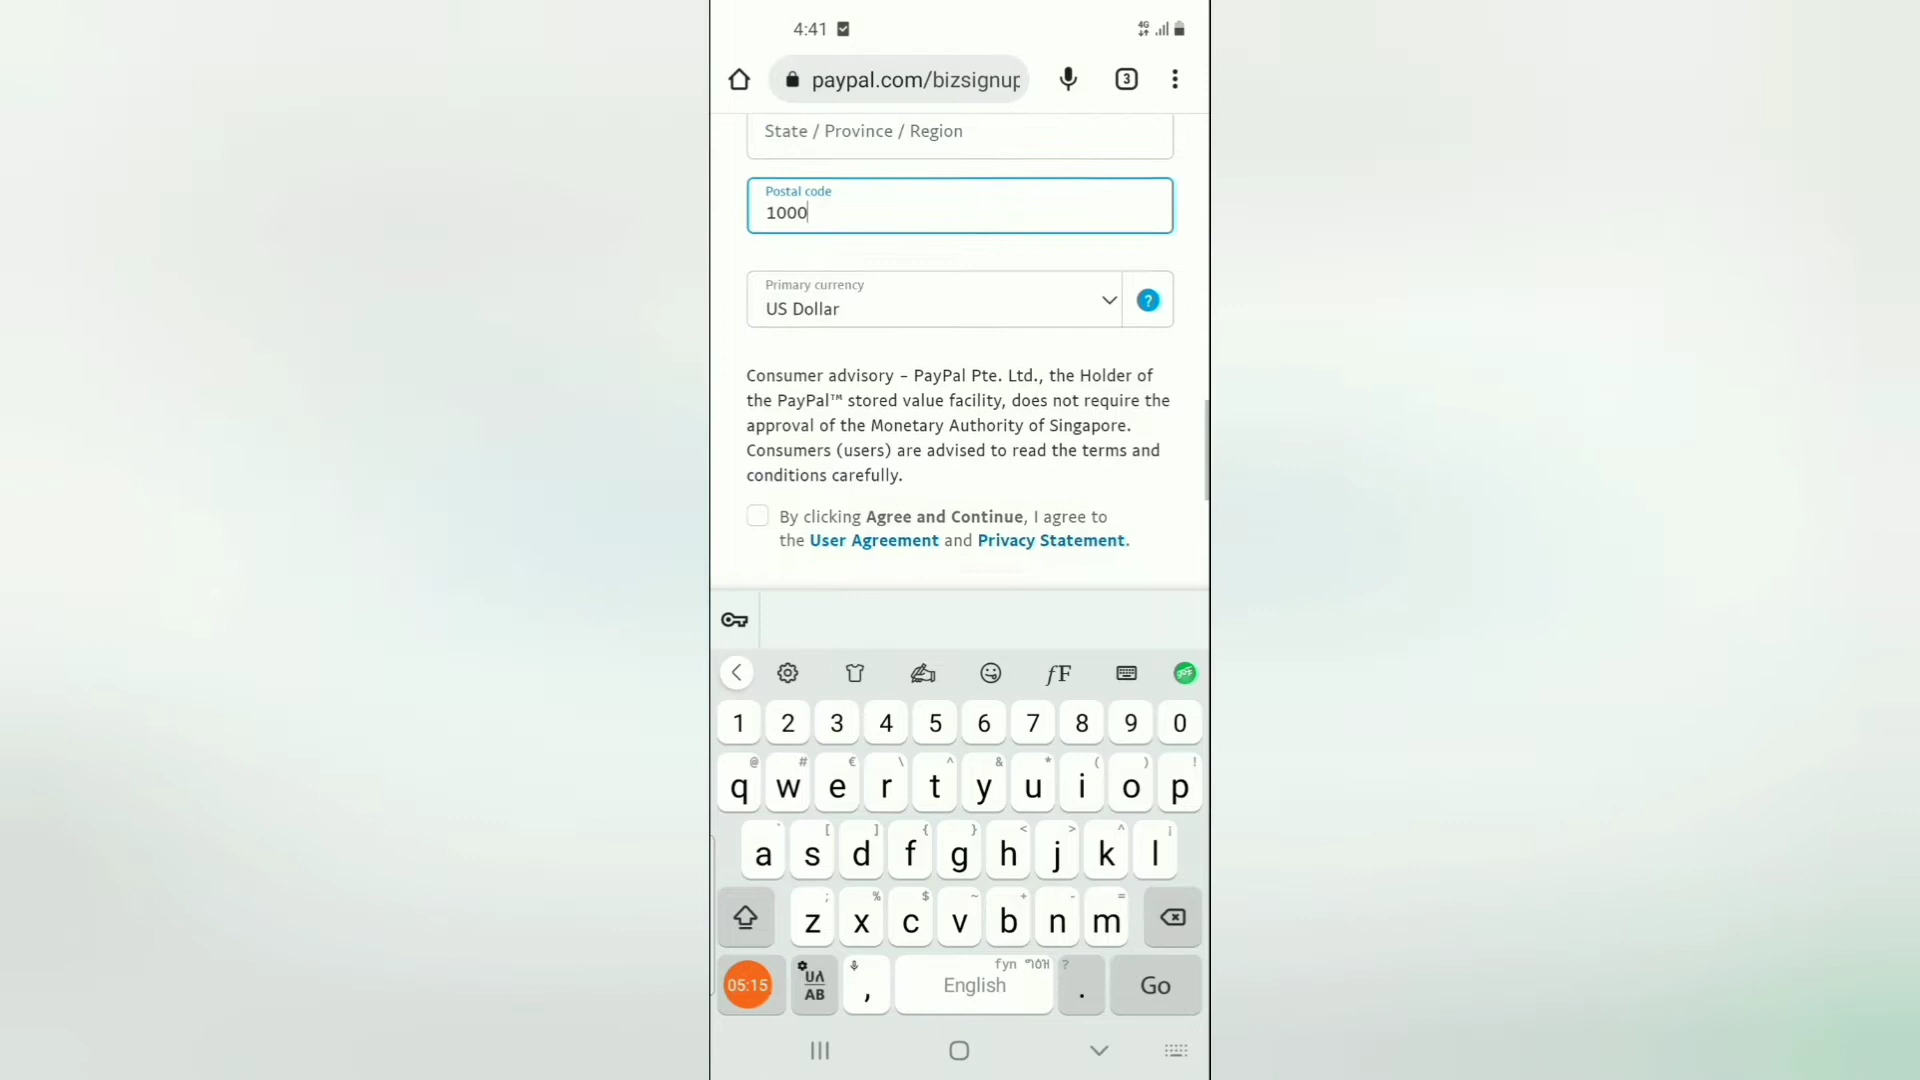 4:41
4G
paypal.com/bizsignup
3
State / Province / Region
Postal code
1000
Primary currency
US Dollar
?
Consumer advisory - PayPal Pte. Ltd., the Holder of
the PayPal™ stored value facility, does not require the
approval of the Monetary Authority of Singapore.
Consumers (users) are advised to read the terms and
conditions carefully.
By clicking Agree and Continue, I agree to
the User Agreement and Privacy Statement.
fF
1 2 3 4 5 6 7 8 9 0
@ # € \ ^ & * ( ) !
q w e r t y u i o p
` [ ] { } < > ^ ¡
a s d f g h j k l
; % $ ~ + - =
z x c v b n m
05:15
AB
,
English
?
.
Go